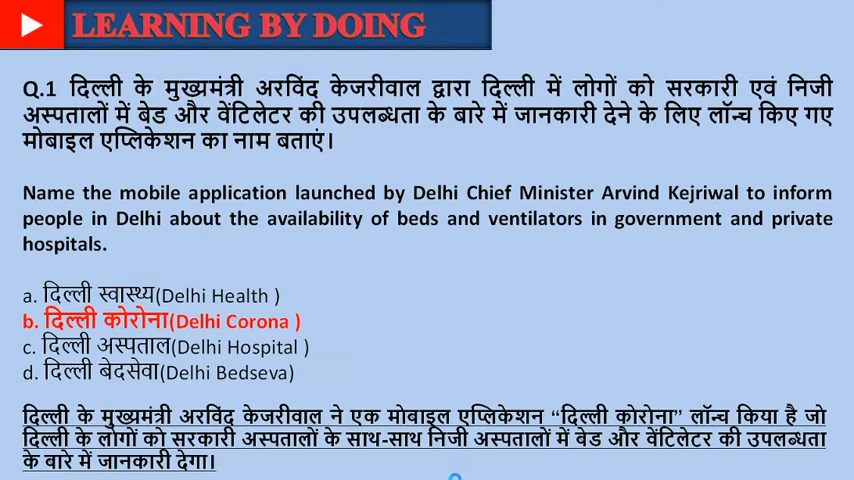 LEARNING BY DOING
Q.1 दिल्ली के मुख्यमंत्री अरविंद केजरीवाल द्वारा दिल्ली में लोगों को सरकारी एवं निजी
अस्पतालों में बेड और वेंटिलेटर की उपलब्धता के बारे में जानकारी देने के लिए लॉन्च किए गए
मोबाइल एप्लिकेशन का नाम बताएं।
Name the mobile application launched by Delhi Chief Minister Arvind Kejriwal to inform
people in Delhi about the availability of beds and ventilators in government and private
hospitals.
a. दिल्ली स्वास्थ्य(Delhi Health )
b. दिल्ली कोरोना(Delhi Corona )
c. दिल्ली अस्पताल(Delhi Hospital )
d. दिल्ली बेदसेवा(Delhi Bedseva)
दिल्ली के मुख्यमंत्री अरविंद केजरीवाल ने एक मोबाइल एप्लिकेशन “दिल्ली कोरोना” लॉन्च किया है जो
दिल्ली के लोगों को सरकारी अस्पतालों के साथ-साथ निजी अस्पतालों में बेड और वेंटिलेटर की उपलब्धता
के बारे में जानकारी देगा।